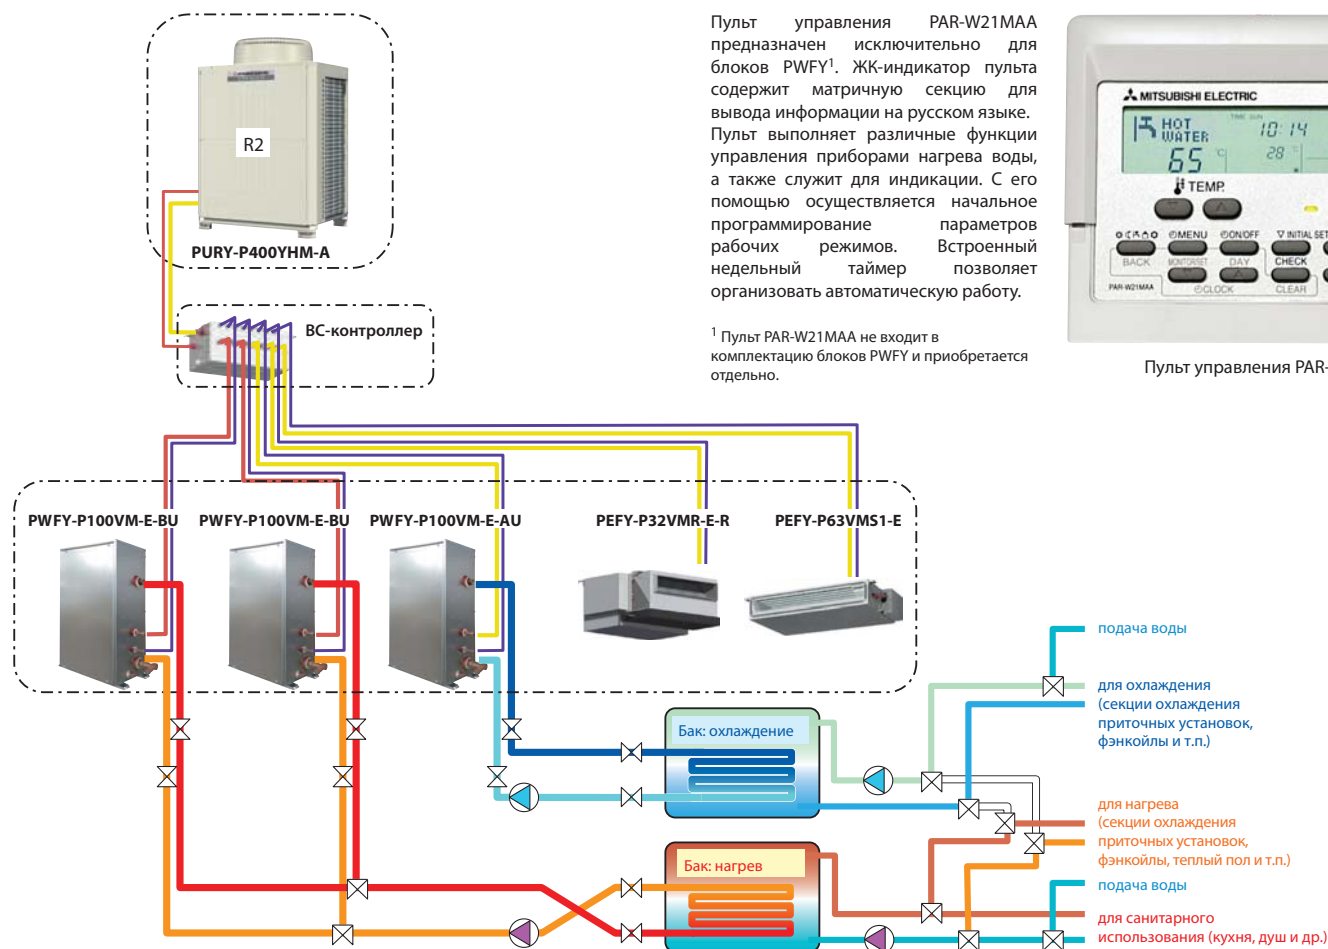 R2
PURY-P400YHM-A
BC-контроллер
Пульт управления PAR-W21MAA
предназначен исключительно для
блоков PWFY¹. ЖК-индикатор пульта
содержит матричную секцию для
вывода информации на русском языке.
Пульт выполняет различные функции
управления приборами нагрева воды,
а также служит для индикации. С его
помощью осуществляется начальное
программирование параметров
рабочих режимов. Встроенный
недельный таймер позволяет
организовать автоматическую работу.
¹ Пульт PAR-W21MAA не входит в
комплектацию блоков PWFY и приобретается
отдельно.
MITSUBISHI ELECTRIC
TIME SUN
HOT
WATER
10:14
65 °C
28 °C
TEMP.
MENU
ON/OFF
INITIAL SET
BACK
MONITOR/SET
DAY
CHECK
PAR-W21MAA
CLOCK
CLEAR
Пульт управления PAR-
PWFY-P100VM-E-BU
PWFY-P100VM-E-BU
PWFY-P100VM-E-AU
PEFY-P32VMR-E-R
PEFY-P63VMS1-E
Бак: охлаждение
Бак: нагрев
подача воды
для охлаждения
(секции охлаждения
приточных установок,
фэнкойлы и т.п.)
для нагрева
(секции охлаждения
приточных установок,
фэнкойлы, теплый пол и т.п.)
подача воды
для санитарного
использования (кухня, душ и др.)